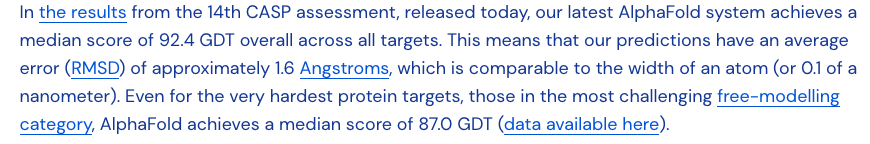 In the results from the 14th CASP assessment, released today, our latest AlphaFold system achieves a
median score of 92.4 GDT overall across all targets. This means that our predictions have an average
error (RMSD) of approximately 1.6 Angstroms, which is comparable to the width of an atom (or 0.1 of a
nanometer). Even for the very hardest protein targets, those in the most challenging free-modelling
category, AlphaFold achieves a median score of 87.0 GDT (data available here).